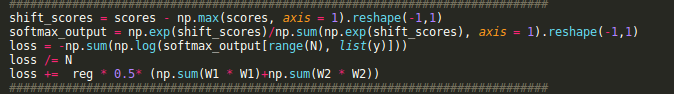 ################################################################################
shift_scores = scores - np.max(scores, axis = 1).reshape(-1,1)
softmax_output = np.exp(shift_scores)/np.sum(np.exp(shift_scores), axis = 1).reshape(-1,1)
loss = -np.sum(np.log(softmax_output[range(N), list(y)]))
loss /= N
loss +=  reg * 0.5* (np.sum(W1 * W1)+np.sum(W2 * W2))
################################################################################